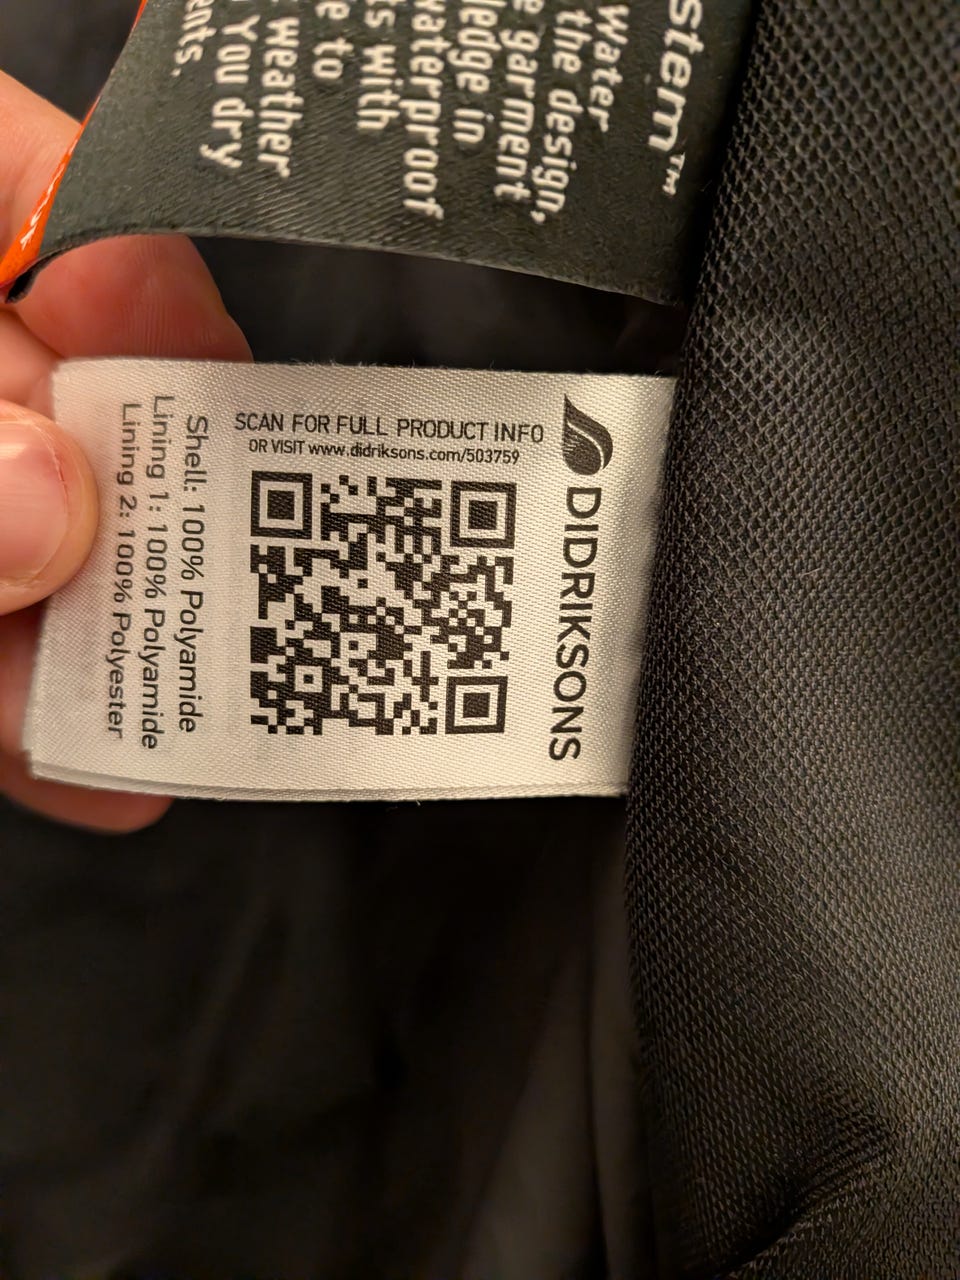 stem™
water
the design,
garment
ledge in
waterproof
ts with
e to
weather
You dry
ents.
SCAN FOR FULL PRODUCT INFO
OR VISIT www.didriksons.com/503759
DIDRIKSONS
Shell: 100% Polyamide
Lining 1: 100% Polyamide
Lining 2: 100% Polyester